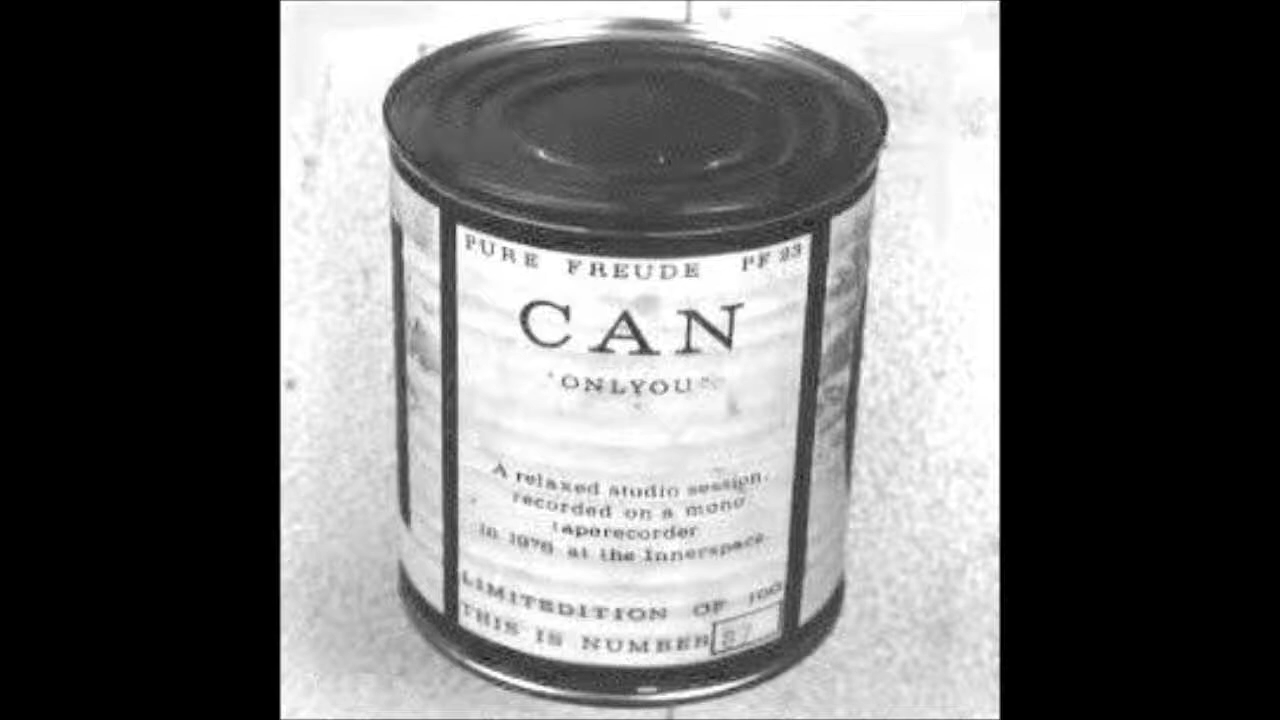 PURE FREUDE PF 23
CAN
"ONLYOU"
A relaxed studio session,
recorded on a mono
taperecorder
in 1976 at the Innerspace
LIMITEDITION OF 100
THIS IS NUMBER